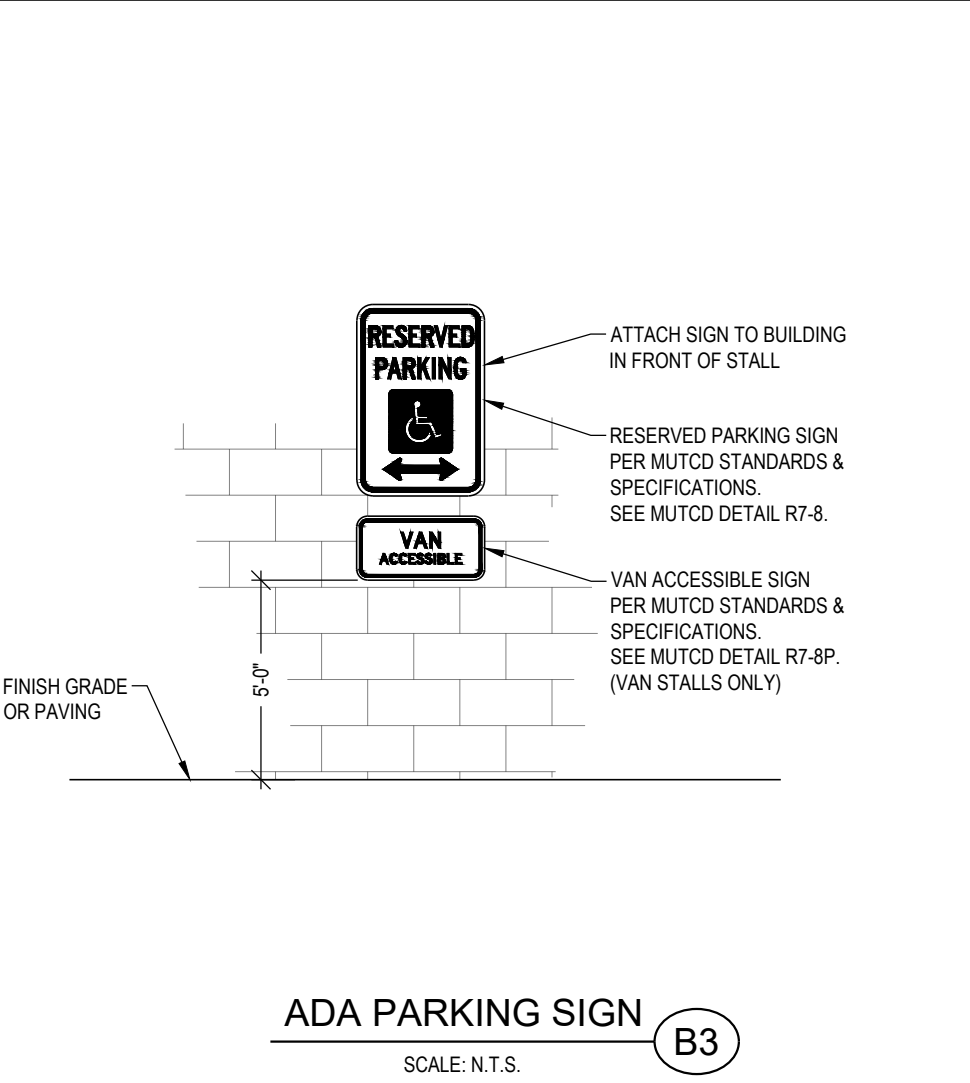 RESERVED
PARKING
VAN
ACCESSIBLE
ATTACH SIGN TO BUILDING
IN FRONT OF STALL
RESERVED PARKING SIGN
PER MUTCD STANDARDS &
SPECIFICATIONS.
SEE MUTCD DETAIL R7-8.
VAN ACCESSIBLE SIGN
PER MUTCD STANDARDS &
SPECIFICATIONS.
SEE MUTCD DETAIL R7-8P.
(VAN STALLS ONLY)
5'-0"
FINISH GRADE
OR PAVING
ADA PARKING SIGN
B3
SCALE: N.T.S.